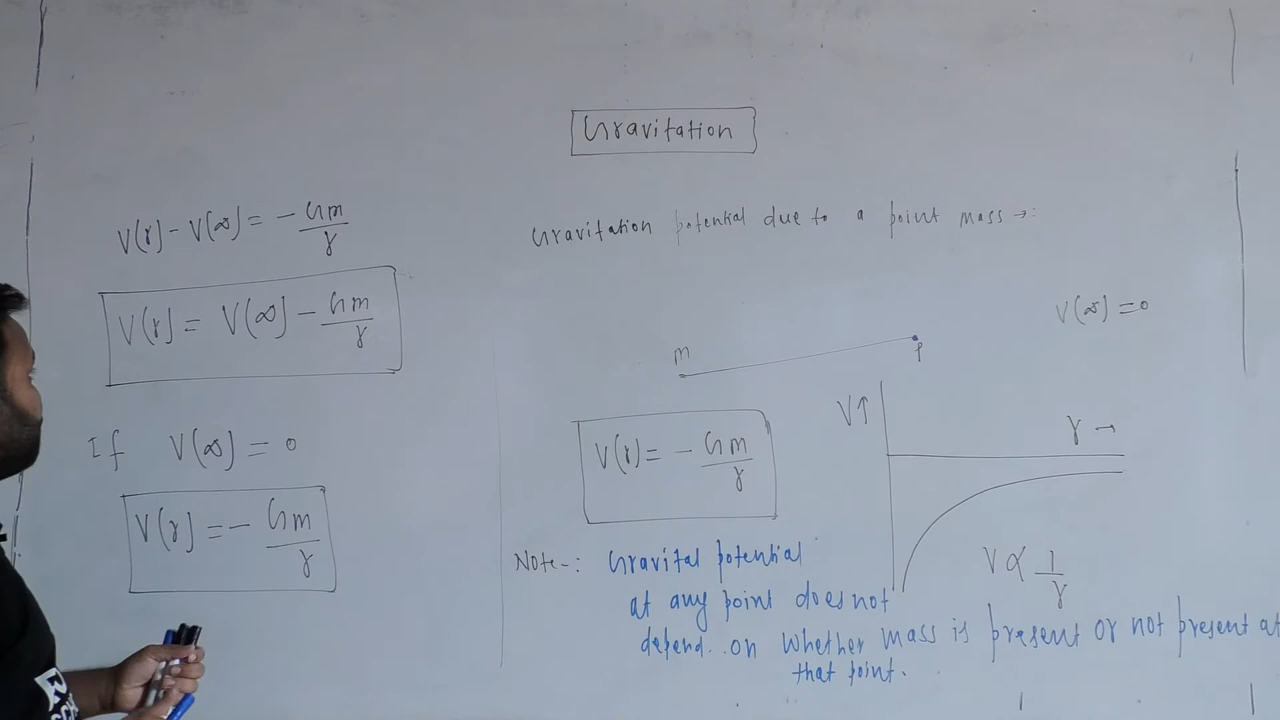 Gravitation
V(r) - V(∞) = - Gm/r
V(r) = V(∞) - Gm/r
If V(∞) = 0
V(r) = - Gm/r
Gravitation potential due to a point mass →:
V(∞) = 0
m
P
V(r) = - Gm/r
V↑
r →
V ∝ 1/r
Note-: Gravital potential
at any point does not
depend.. on whether mass is present or not present at
that point.